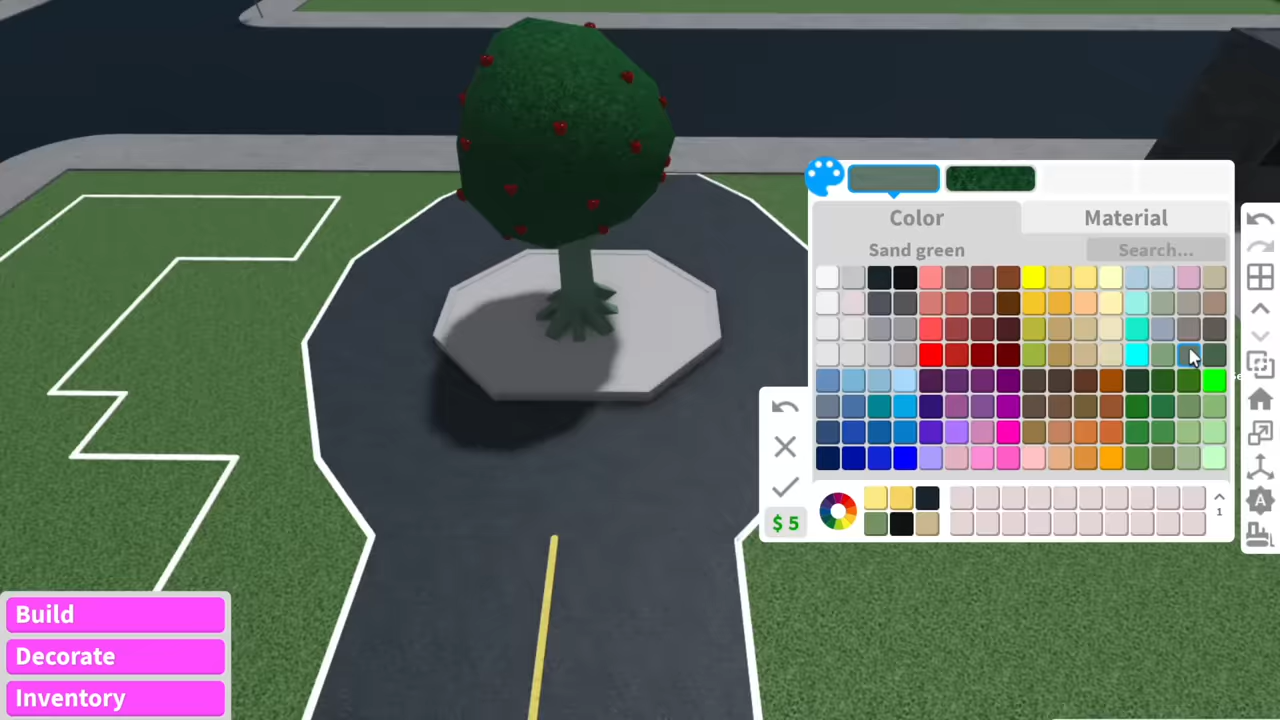 Color
Material
Sand green
Search...
$ 5
1
A
Build
Decorate
Inventory